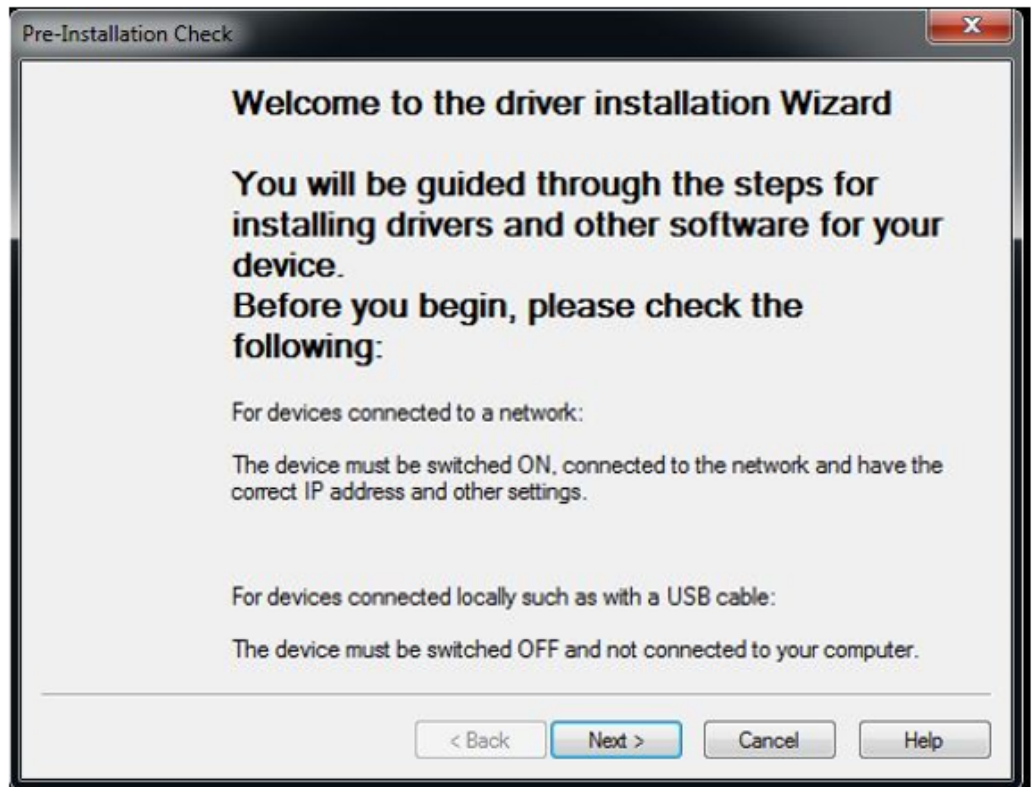 Pre-Installation Check
Welcome to the driver installation Wizard
You will be guided through the steps for
installing drivers and other software for your
device.
Before you begin, please check the
following:
For devices connected to a network:
The device must be switched ON, connected to the network and have the
correct IP address and other settings.
For devices connected locally such as with a USB cable:
The device must be switched OFF and not connected to your computer.
< Back Next > Cancel Help